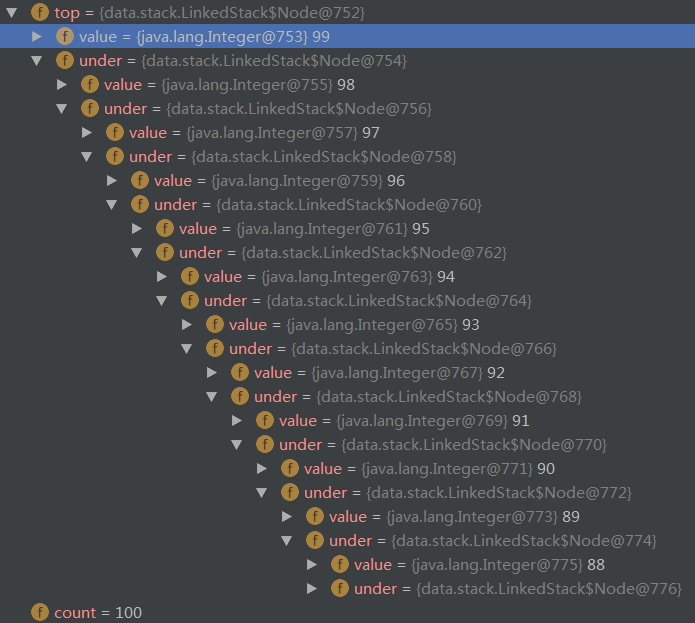 top = {data.stack.LinkedStack$Node@752}
value = {java.lang.Integer@753} 99
under = {data.stack.LinkedStack$Node@754}
value = {java.lang.Integer@755} 98
under = {data.stack.LinkedStack$Node@756}
value = {java.lang.Integer@757} 97
under = {data.stack.LinkedStack$Node@758}
value = {java.lang.Integer@759} 96
under = {data.stack.LinkedStack$Node@760}
value = {java.lang.Integer@761} 95
under = {data.stack.LinkedStack$Node@762}
value = {java.lang.Integer@763} 94
under = {data.stack.LinkedStack$Node@764}
value = {java.lang.Integer@765} 93
under = {data.stack.LinkedStack$Node@766}
value = {java.lang.Integer@767} 92
under = {data.stack.LinkedStack$Node@768}
value = {java.lang.Integer@769} 91
under = {data.stack.LinkedStack$Node@770}
value = {java.lang.Integer@771} 90
under = {data.stack.LinkedStack$Node@772}
value = {java.lang.Integer@773} 89
under = {data.stack.LinkedStack$Node@774}
value = {java.lang.Integer@775} 88
under = {data.stack.LinkedStack$Node@776}
count = 100